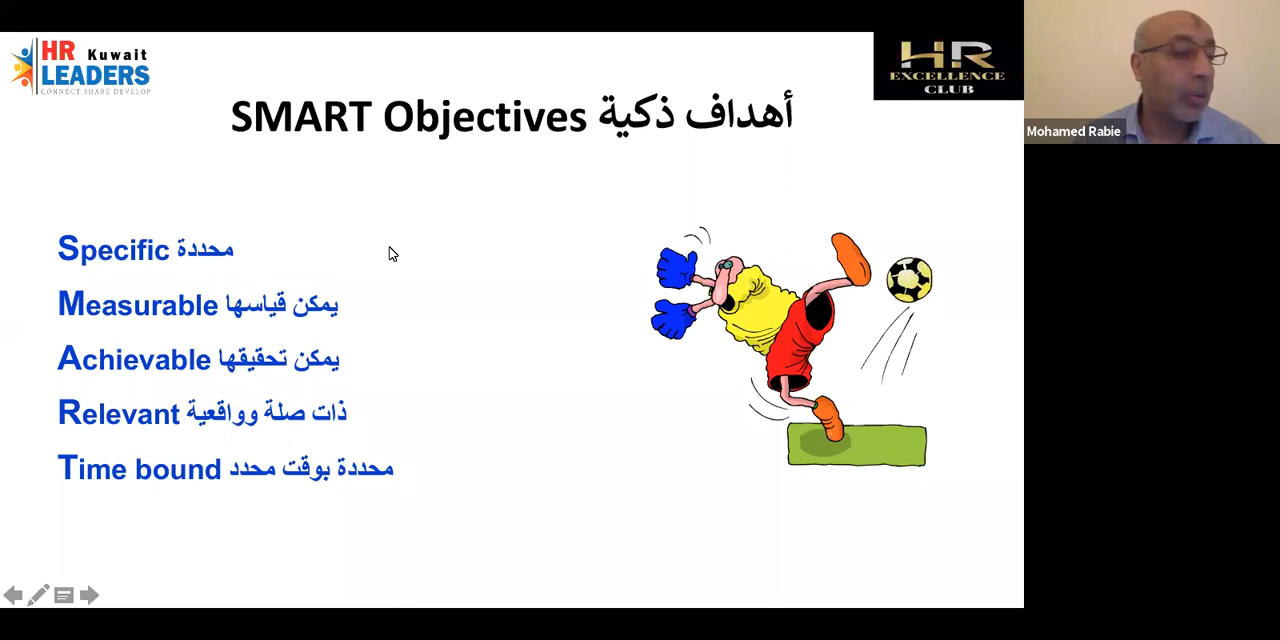 HR Kuwait
LEADERS
CONNECT SHARE DEVELOP
HR
EXCELLENCE
CLUB
SMART Objectives أهداف ذكية
Mohamed Rabie
Specific محددة
Measurable يمكن قياسها
Achievable يمكن تحقيقها
Relevant ذات صلة وواقعية
Time bound محددة بوقت محدد